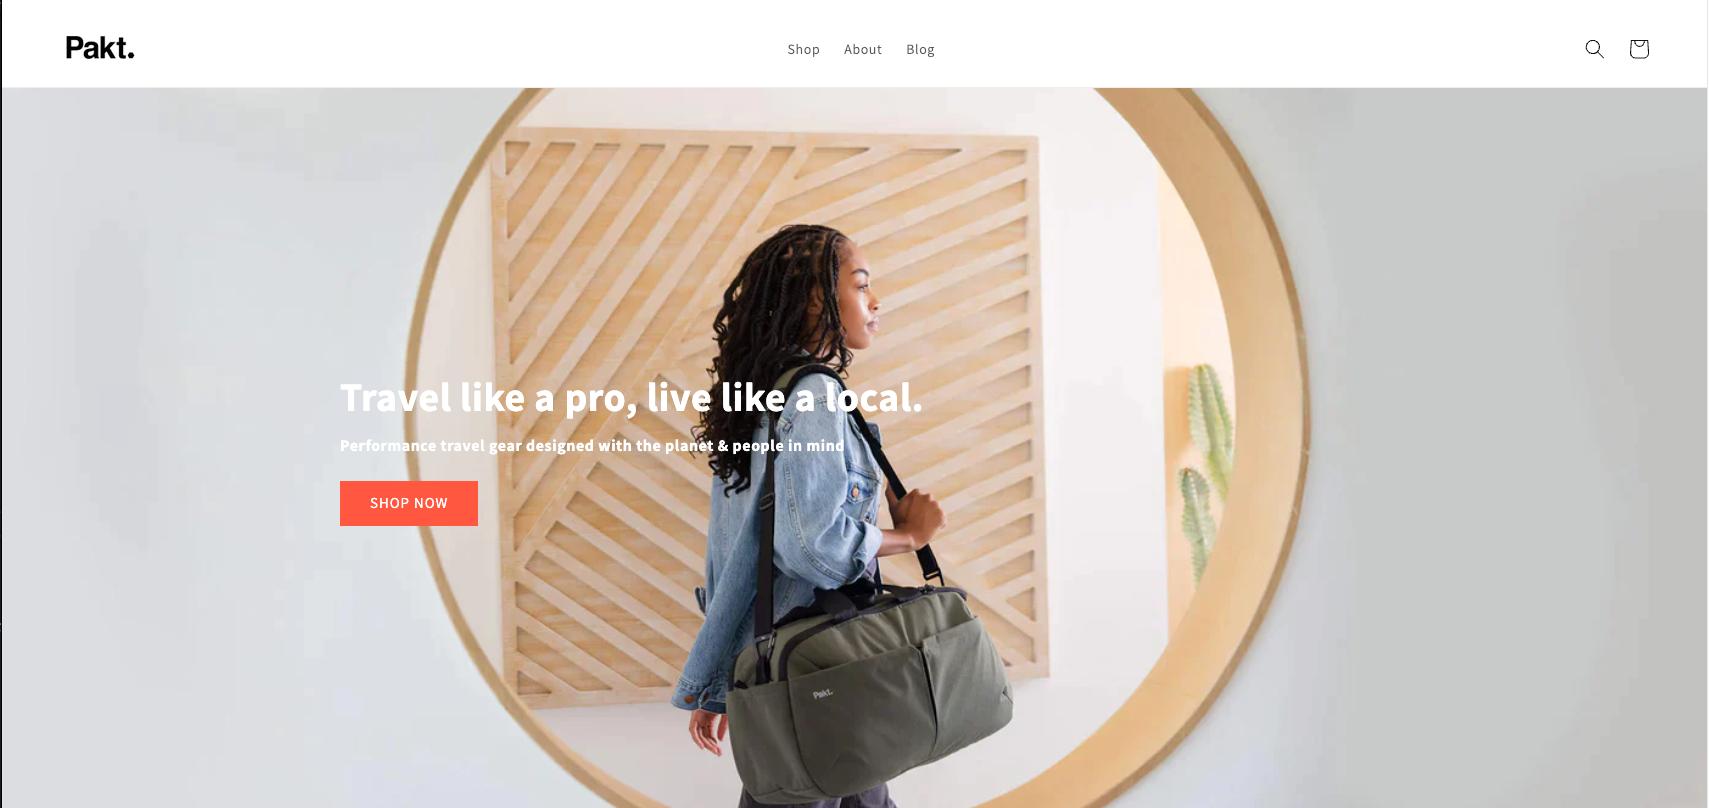 Pakt.
Shop About Blog
Travel like a pro, live like a local.
Performance travel gear designed with the planet & people in mind
SHOP NOW
Pakt.